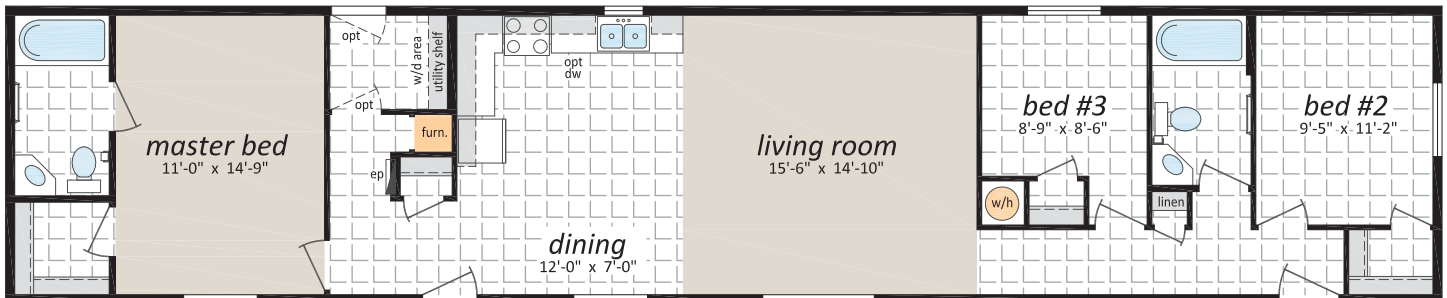 master bed
11'-0" x 14'-9"
opt
opt
w/d area
utility shelf
furn.
ep
opt
dw
dining
12'-0" x 7'-0"
living room
15'-6" x 14'-10"
bed #3
8'-9" x 8'-6"
w/h
linen
bed #2
9'-5" x 11'-2"